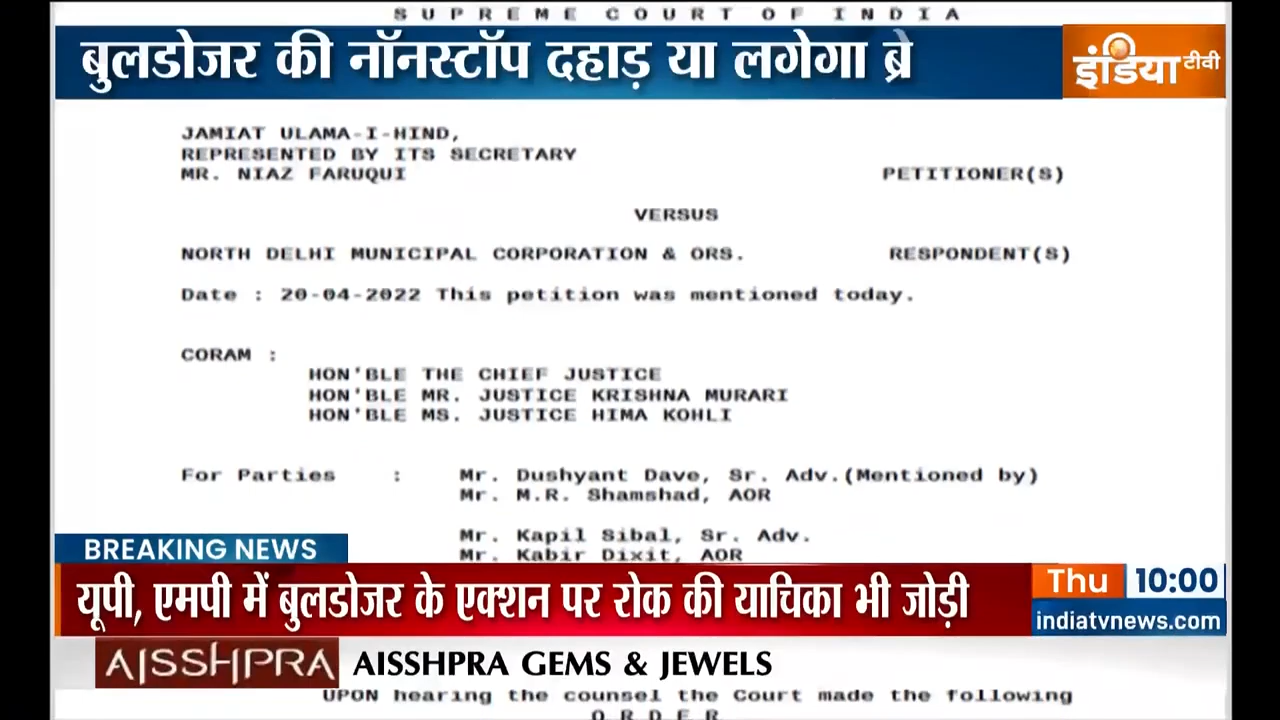 SUPREME COURT OF INDIA
बुलडोजर की नॉनस्टॉप दहाड़ या लगेगा ब्रे
इंडिया टीवी
JAMIAT ULAMA-I-HIND,
REPRESENTED BY ITS SECRETARY
MR. NIAZ FARUQUI PETITIONER(S)
VERSUS
NORTH DELHI MUNICIPAL CORPORATION & ORS. RESPONDENT(S)
Date : 20-04-2022 This petition was mentioned today.
CORAM :
HON'BLE THE CHIEF JUSTICE
HON'BLE MR. JUSTICE KRISHNA MURARI
HON'BLE MS. JUSTICE HIMA KOHLI
For Parties : Mr. Dushyant Dave, Sr. Adv.(Mentioned by)
Mr. M.R. Shamshad, AOR
Mr. Kapil Sibal, Sr. Adv.
Mr. Kabir Dixit, AOR
BREAKING NEWS
यूपी, एमपी में बुलडोजर के एक्शन पर रोक की याचिका भी जोड़ी
Thu 10:00
indiatvnews.com
AISSHPRA AISSHPRA GEMS & JEWELS
UPON hearing the counsel the Court made the following
ORDER